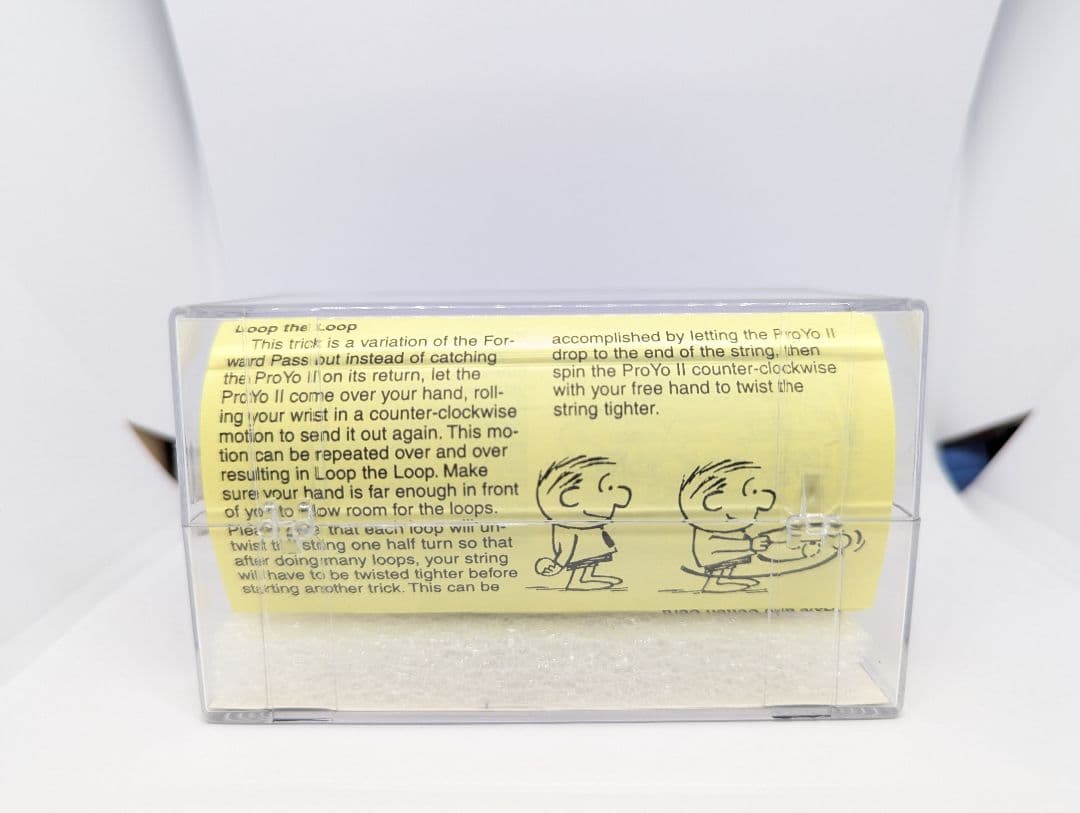 Loop the Loop
This trick is a variation of the For-
ward Pass but instead of catching
the ProYo II on its return, let the
ProYo II come over your hand, roll-
ing your wrist in a counter-clockwise
motion to send it out again. This mo-
tion can be repeated over and over
resulting in Loop the Loop. Make
sure your hand is far enough in front
of you to room for the loops.
that each loop will un-
twist string one half turn so that
after doing many loops, your string
will have to be twisted tighter before
starting another trick. This can be
accomplished by letting the ProYo II
drop to the end of the string, then
spin the ProYo II counter-clockwise
with your free hand to twist the
string tighter.